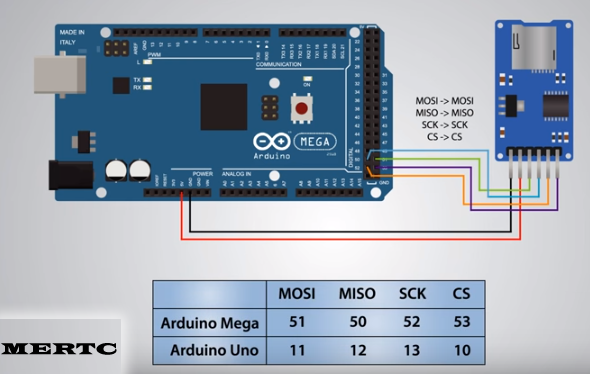 MADE IN
ITALY
PWM
L
TX
RX
COMMUNICATION
ON
Arduino
MEGA
DIGITAL
POWER
ANALOG IN
GND
MOSI -> MOSI
MISO -> MISO
SCK -> SCK
CS -> CS
MOSI MISO SCK CS
Arduino Mega 51 50 52 53
Arduino Uno 11 12 13 10
MERTC